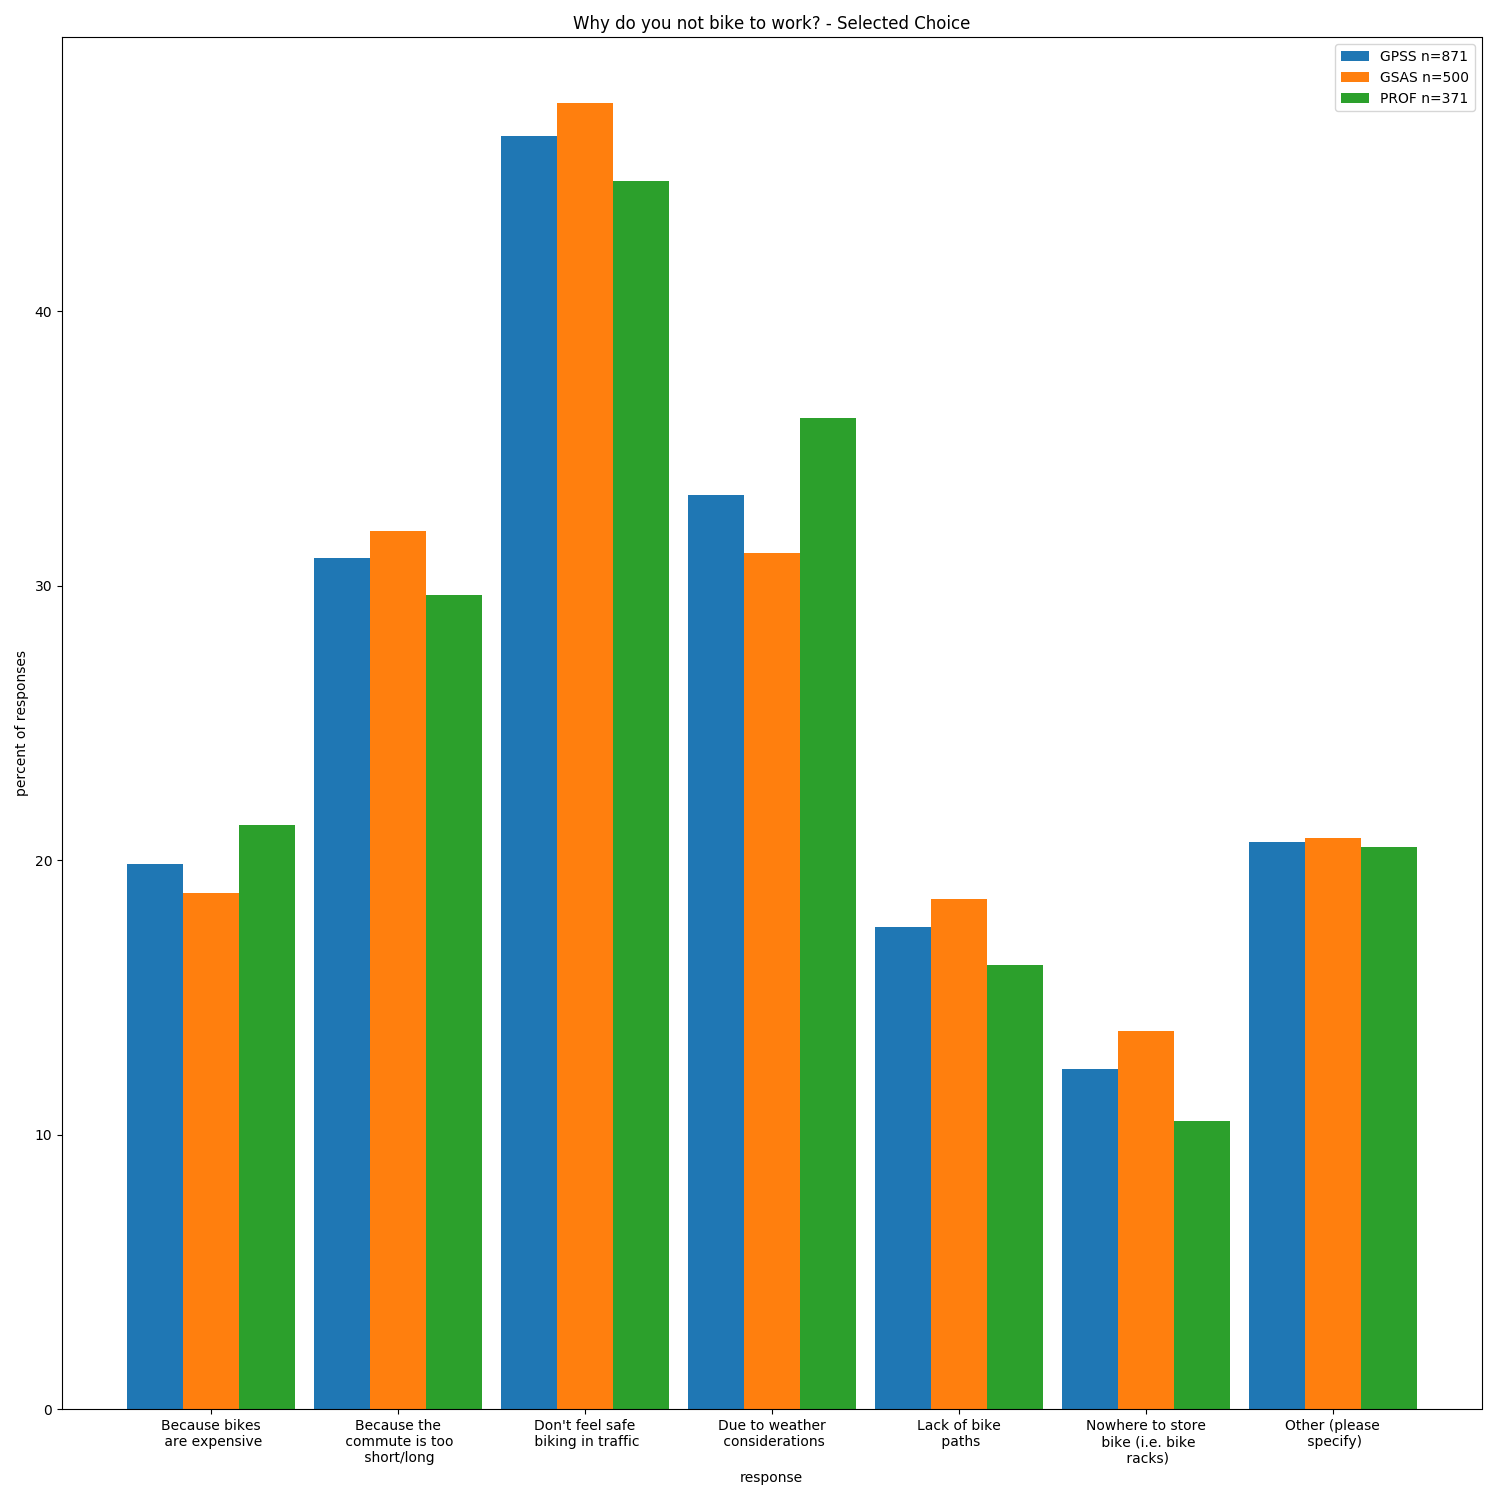 Why do you not bike to work? - Selected Choice
GPSS n=871
GSAS n=500
PROF n=371
percent of responses
40
30
20
10
0
Because bikes
are expensive
Because the
commute is too
short/long
Don't feel safe
biking in traffic
Due to weather
considerations
Lack of bike
paths
Nowhere to store
bike (i.e. bike
racks)
Other (please
specify)
response